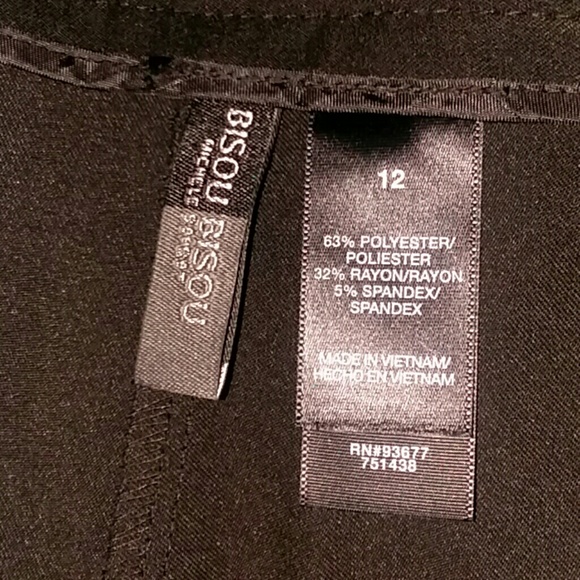 BISOU BISOU
MICHELE BOHBOT
12
63% POLYESTER/
POLIESTER
32% RAYON/RAYON
5% SPANDEX/
SPANDEX
MADE IN VIETNAM/
HECHO EN VIETNAM
RN#93677
751438